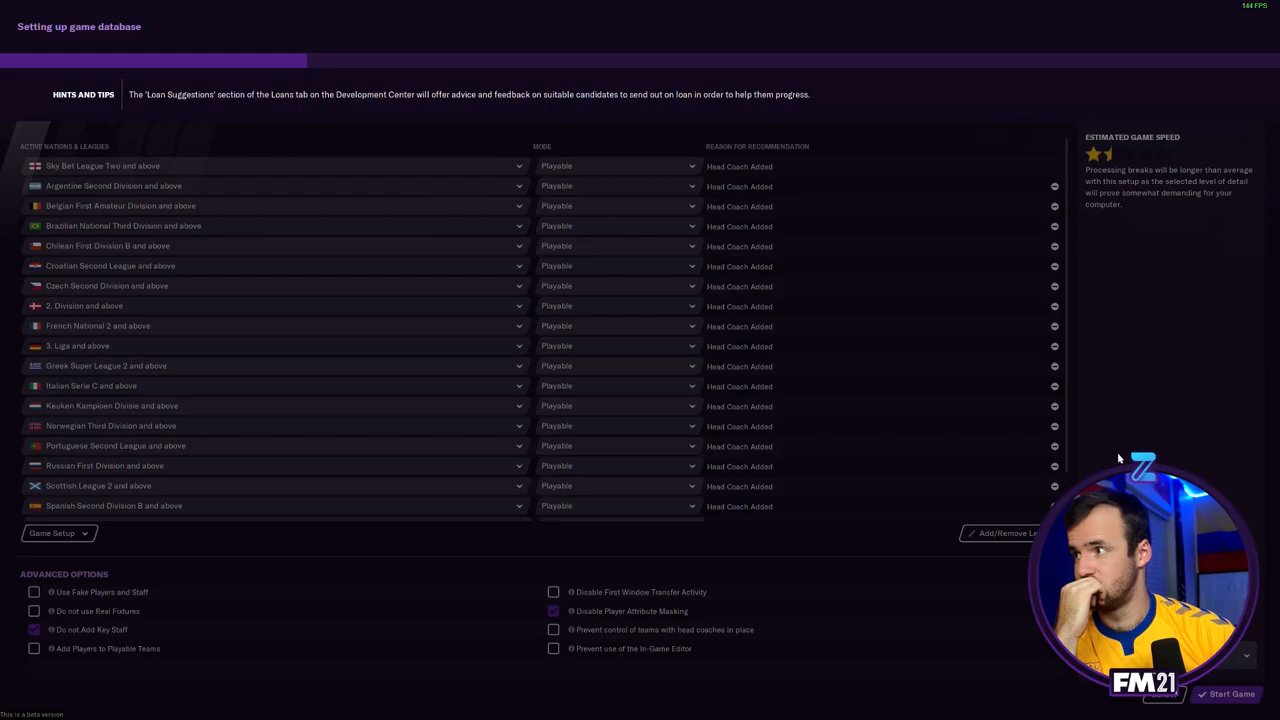 144 FPS
Setting up game database
HINTS AND TIPS
The 'Loan Suggestions' section of the Loans tab on the Development Center will offer advice and feedback on suitable candidates to send out on loan in order to help them progress.
ACTIVE NATIONS & LEAGUES MODE REASON FOR RECOMMENDATION
Sky Bet League Two and above Playable Head Coach Added
Argentine Second Division and above Playable Head Coach Added
Belgian First Amateur Division and above Playable Head Coach Added
Brazilian National Third Division and above Playable Head Coach Added
Chilean First Division B and above Playable Head Coach Added
Croatian Second League and above Playable Head Coach Added
Czech Second Division and above Playable Head Coach Added
2. Division and above Playable Head Coach Added
French National 2 and above Playable Head Coach Added
3. Liga and above Playable Head Coach Added
Greek Super League 2 and above Playable Head Coach Added
Italian Serie C and above Playable Head Coach Added
Keuken Kampioen Divisie and above Playable Head Coach Added
Norwegian Third Division and above Playable Head Coach Added
Portuguese Second League and above Playable Head Coach Added
Russian First Division and above Playable Head Coach Added
Scottish League 2 and above Playable Head Coach Added
Spanish Second Division B and above Playable Head Coach Added
ESTIMATED GAME SPEED
Processing breaks will be longer than average
with this setup as the selected level of detail
will prove somewhat demanding for your
computer.
Game Setup
Add/Remove Le
ADVANCED OPTIONS
Use Fake Players and Staff
Do not use Real Fixtures
Do not Add Key Staff
Add Players to Playable Teams
Disable First Window Transfer Activity
Disable Player Attribute Masking
Prevent control of teams with head coaches in place
Prevent use of the In-Game Editor
Z
FM21
Start Game
This is a beta version